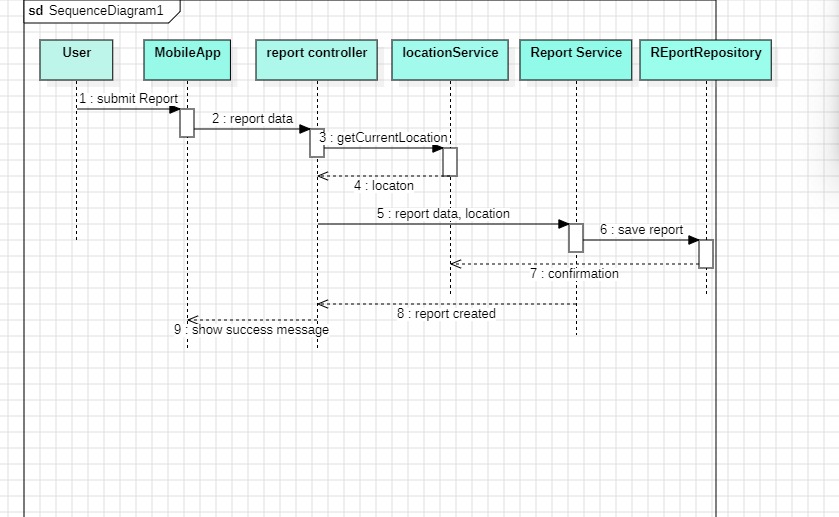 sd SequenceDiagram1
User
MobileApp
report controller
locationService
Report Service
REportRepository
1 : submit Report
2 : report data
3 : getCurrentLocation
4 : locaton
5 : report data, location
6 : save report
7 : confirmation
8 : report created
9 : show success message